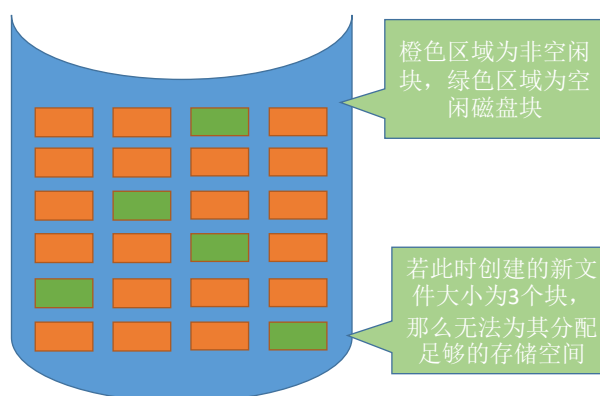 橙色区域为非空闲
块，绿色区域为空
闲磁盘块
若此时创建的新文
件大小为3个块，
那么无法为其分配
足够的存储空间